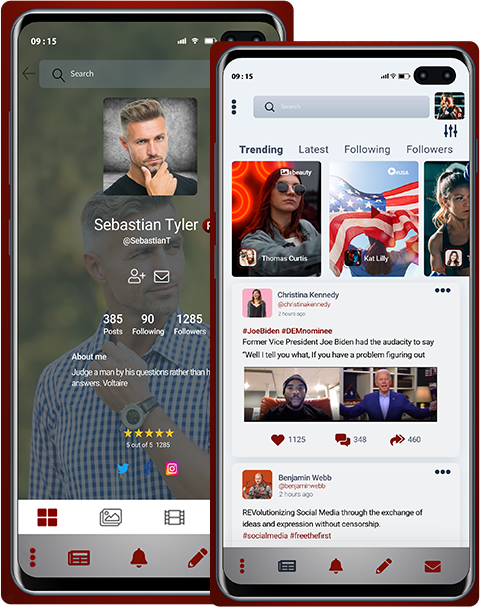 09:15
Search
Sebastian Tyler
@SebastianT
385
90
1285
Posts
Following
Followers
About me
Judge a man by his questions rather than h
answers. Voltaire
5 out of 5 1285
09:15
Search
Trending
Latest
Following
Followers
#beauty
Thomas Curtis
#USA
Kat Lilly
Christina Kennedy
@christinakennedy
2 hours ago
#JoeBiden #DEMnominee
Former Vice President Joe Biden had the audacity to say
“Well I tell you what, If you have a problem figuring out
1125
348
460
Benjamin Webb
@benjaminwebb
2 hours ago
REVolutionizing Social Media through the exchange of
ideas and expression without censorship.
#socialmedia #freethefirst